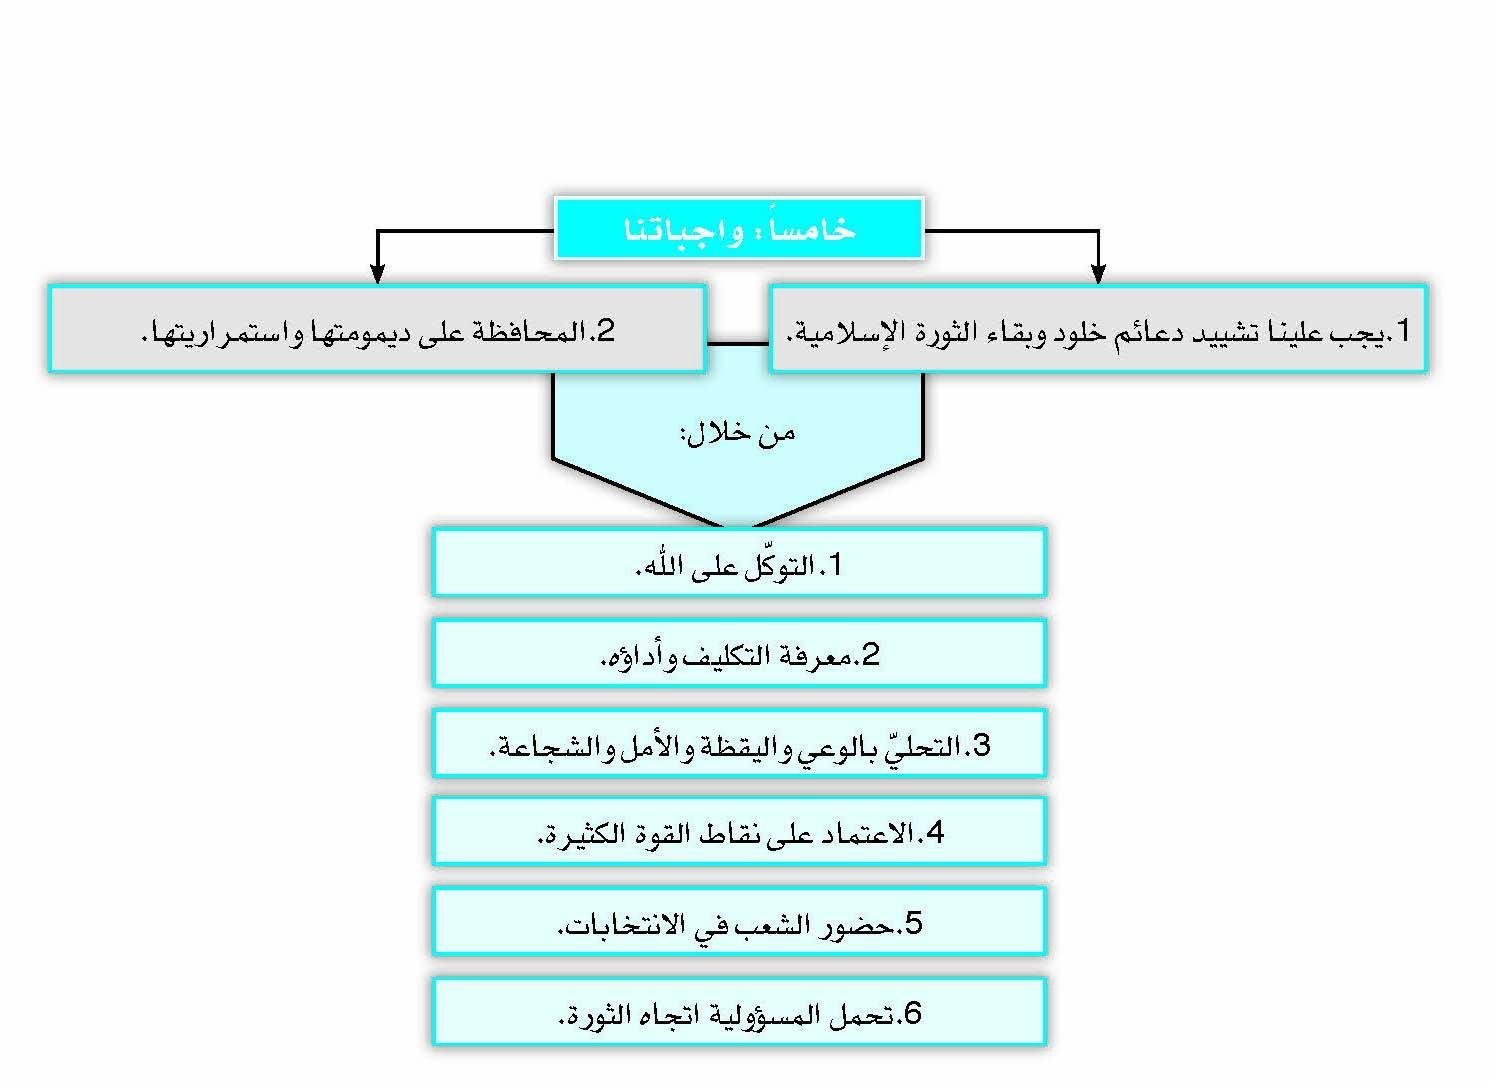 خامساً: واجباتنا
1.يجب علينا تشييد دعائم خلود وبقاء الثورة الإسلامية.
2.المحافظة على ديمومتها واستمراريتها.
من خلال:
1.التوكّل على الله.
2.معرفة التكليف وأداؤه.
3.التحليّ بالوعي واليقظة والأمل والشجاعة.
4.الاعتماد على نقاط القوة الكثيرة.
5.حضور الشعب في الانتخابات.
6.تحمل المسؤولية اتجاه الثورة.